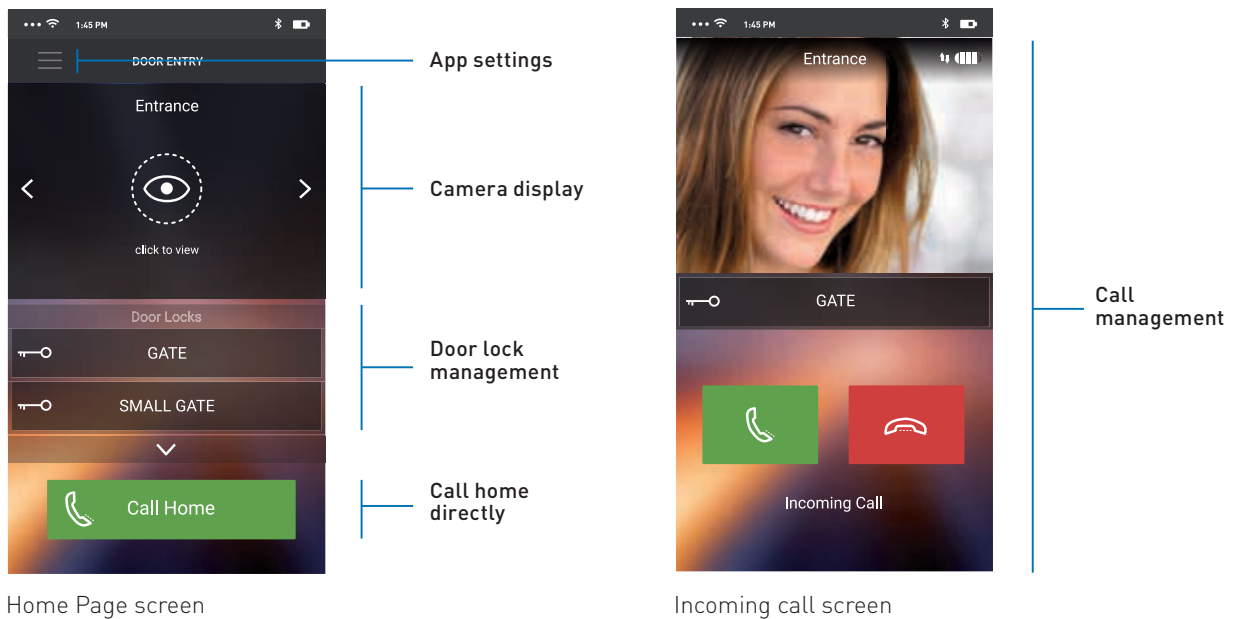 1:45 PM
DOOR ENTRY
Entrance
click to view
Door Locks
GATE
SMALL GATE
Call Home
App settings
Camera display
Door lock
management
Call home
directly
Home Page screen
1:45 PM
Entrance
GATE
Incoming Call
Call
management
Incoming call screen